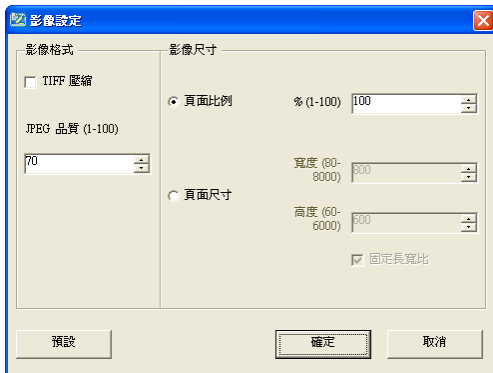 影像設定
影像格式
TIFF 壓縮
JPEG 品質 (1-100)
70
影像尺寸
頁面比例
% (1-100)
100
頁面尺寸
寬度 (80-
8000)
800
高度 (60-
6000)
600
固定長寬比
預設
確定
取消